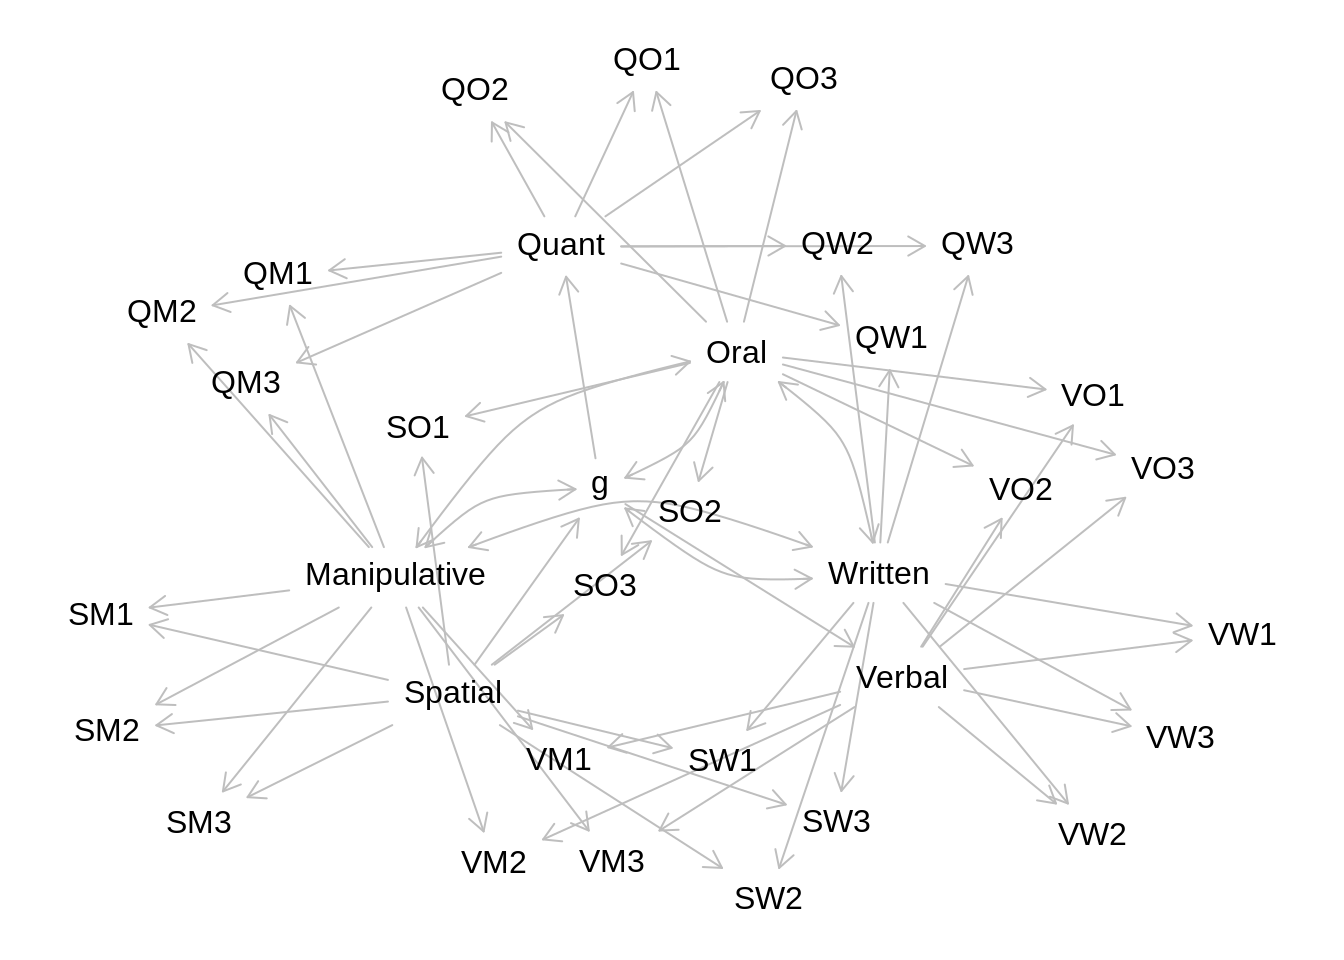 QO1
QO3
QO2
Quant
QW2
QW3
QM1
QM2
QW1
Oral
QM3
VO1
SO1
VO3
g
VO2
SO2
Manipulative
Written
SO3
SM1
VW1
Verbal
Spatial
SM2
VW3
VM1
SW1
SM3
SW3
VW2
VM2
VM3
SW2